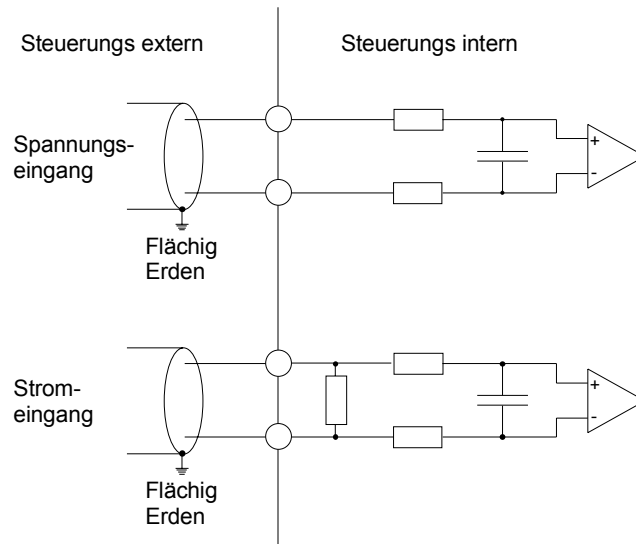 Steuerungs extern
Steuerungs intern
Spannungs-
eingang
+
-
Flächig
Erden
Strom-
eingang
+
-
Flächig
Erden